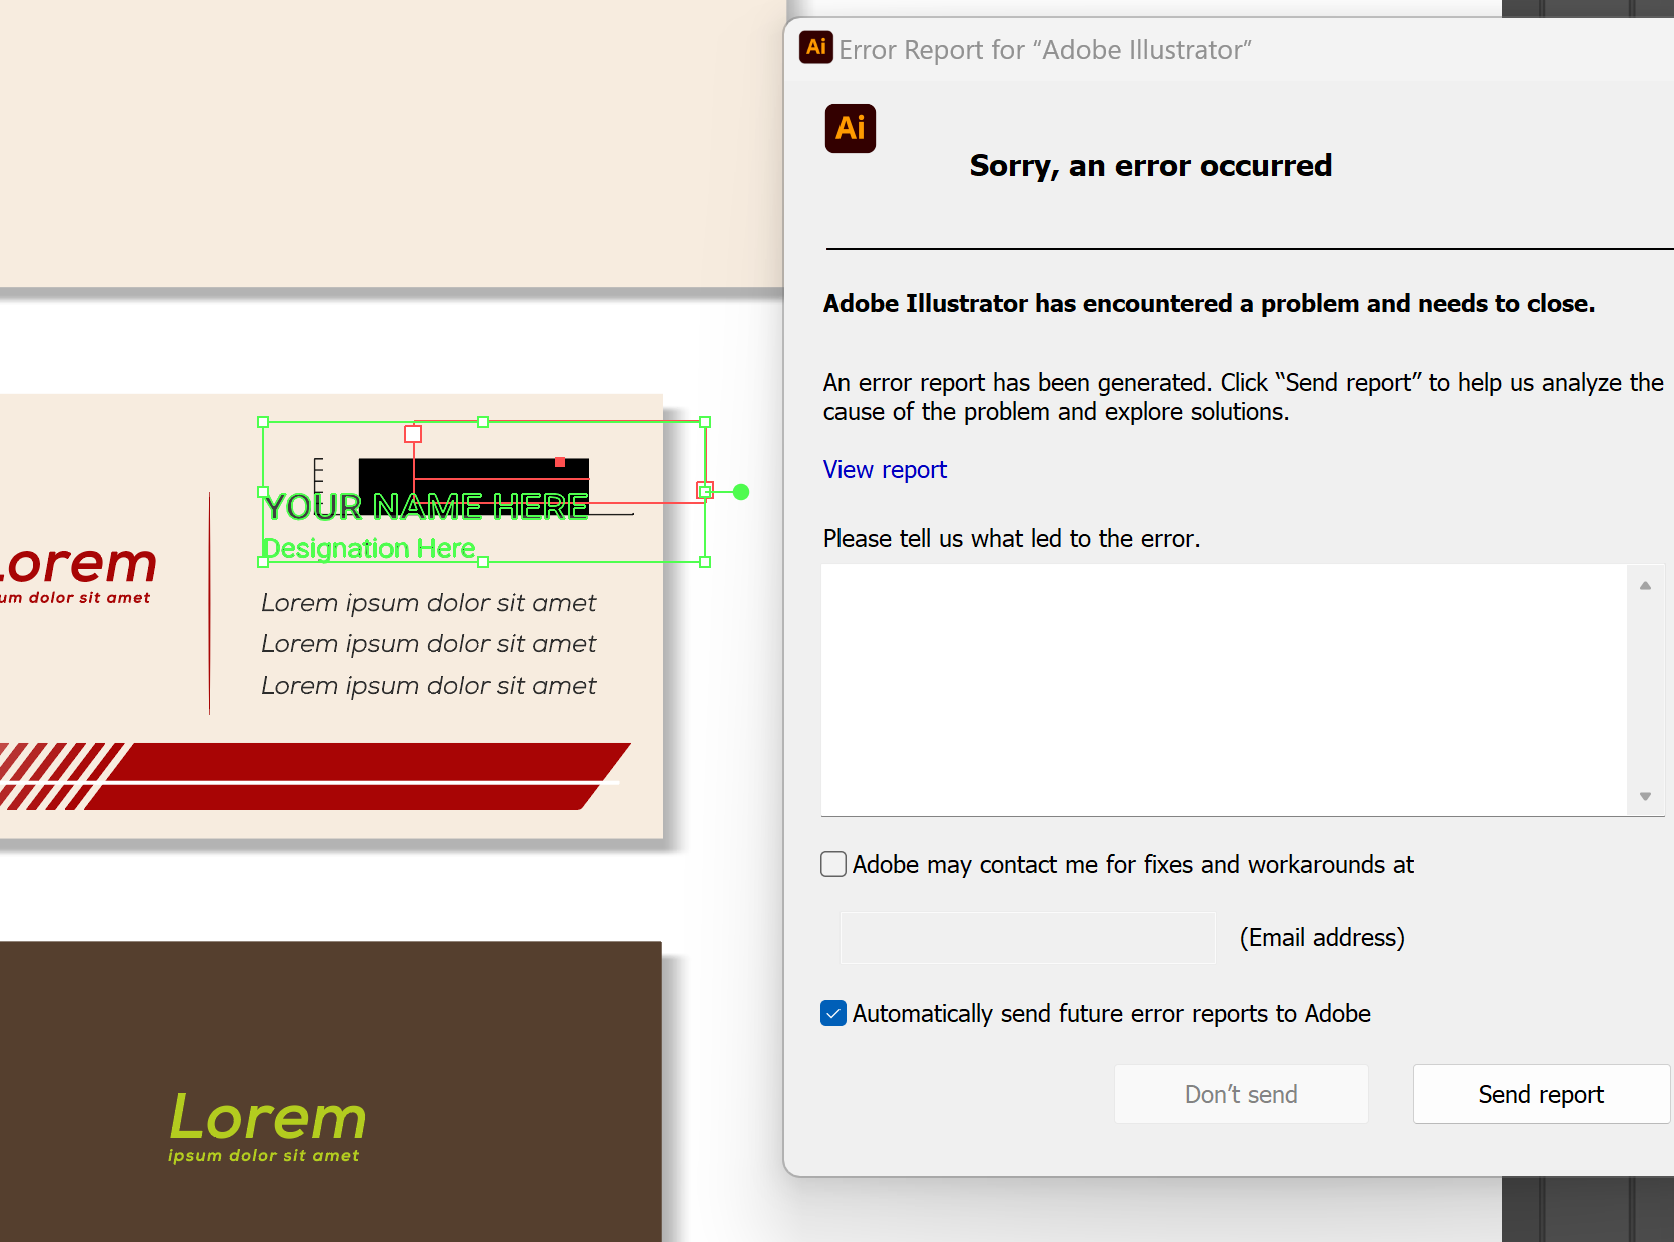 Ai Error Report for “Adobe Illustrator”
Ai
Sorry, an error occurred
Adobe Illustrator has encountered a problem and needs to close.
An error report has been generated. Click “Send report” to help us analyze the
cause of the problem and explore solutions.
View report
Please tell us what led to the error.
Adobe may contact me for fixes and workarounds at
(Email address)
Automatically send future error reports to Adobe
Don’t send
Send report
YOUR NAME HERE
Designation Here
Lorem ipsum dolor sit amet
Lorem ipsum dolor sit amet
Lorem ipsum dolor sit amet
Lorem
um dolor sit amet
Lorem
ipsum dolor sit amet